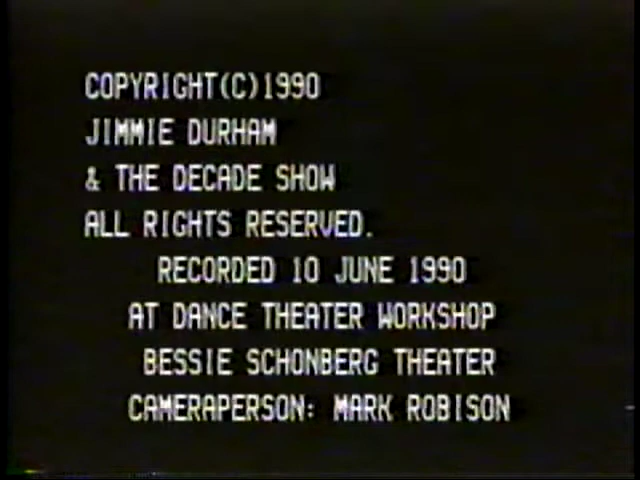 COPYRIGHT(C)1990
JIMMIE DURHAM
& THE DECADE SHOW
ALL RIGHTS RESERVED.
RECORDED 10 JUNE 1990
AT DANCE THEATER WORKSHOP
BESSIE SCHONBERG THEATER
CAMERAPERSON: MARK ROBISON